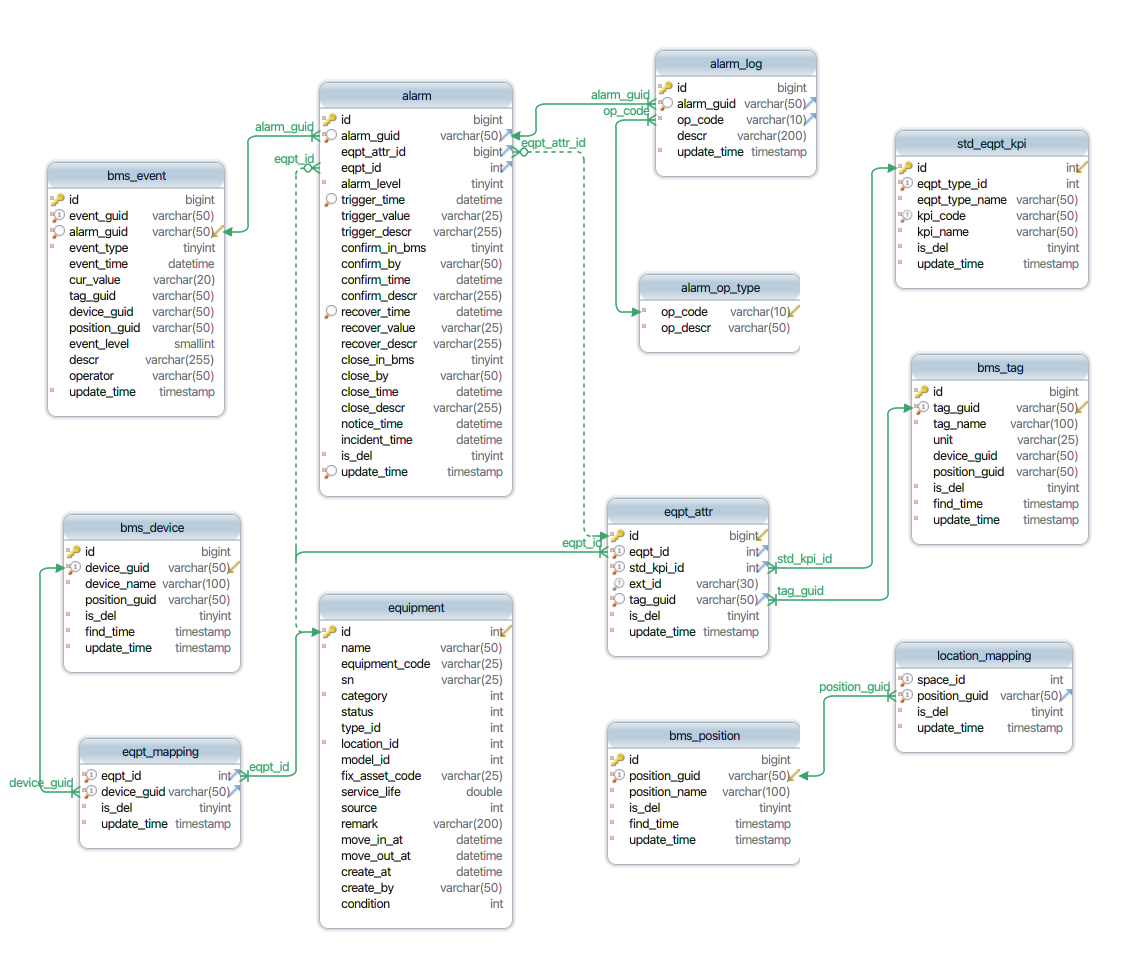 alarm
id bigint
alarm_guid varchar(50)
eqpt_attr_id bigint
eqpt_id int
alarm_level tinyint
trigger_time datetime
trigger_value varchar(25)
trigger_descr varchar(255)
confirm_in_bms tinyint
confirm_by varchar(50)
confirm_time datetime
confirm_descr varchar(255)
recover_time datetime
recover_value varchar(25)
recover_descr varchar(255)
close_in_bms tinyint
close_by varchar(50)
close_time datetime
close_descr varchar(255)
notice_time datetime
incident_time datetime
is_del tinyint
update_time timestamp
alarm_log
id bigint
alarm_guid varchar(50)
op_code varchar(10)
descr varchar(200)
update_time timestamp
std_eqpt_kpi
id int
eqpt_type_id int
eqpt_type_name varchar(50)
kpi_code varchar(50)
kpi_name varchar(50)
is_del tinyint
update_time timestamp
bms_event
id bigint
event_guid varchar(50)
alarm_guid varchar(50)
event_type tinyint
event_time datetime
cur_value varchar(20)
tag_guid varchar(50)
device_guid varchar(50)
position_guid varchar(50)
event_level smallint
descr varchar(255)
operator varchar(50)
update_time timestamp
alarm_op_type
op_code varchar(10)
op_descr varchar(50)
bms_tag
id bigint
tag_guid varchar(50)
tag_name varchar(100)
unit varchar(25)
device_guid varchar(50)
position_guid varchar(50)
is_del tinyint
find_time timestamp
update_time timestamp
eqpt_attr
id bigint
eqpt_id int
std_kpi_id int
ext_id varchar(30)
tag_guid varchar(50)
is_del tinyint
update_time timestamp
bms_device
id bigint
device_guid varchar(50)
device_name varchar(100)
position_guid varchar(50)
is_del tinyint
find_time timestamp
update_time timestamp
equipment
id int
name varchar(50)
equipment_code varchar(25)
sn varchar(25)
category int
status int
type_id int
location_id int
model_id int
fix_asset_code varchar(25)
service_life double
source int
remark varchar(200)
move_in_at datetime
move_out_at datetime
create_at datetime
create_by varchar(50)
condition int
location_mapping
space_id int
position_guid varchar(50)
is_del tinyint
update_time timestamp
bms_position
id bigint
position_guid varchar(50)
position_name varchar(100)
is_del tinyint
find_time timestamp
update_time timestamp
eqpt_mapping
eqpt_id int
device_guid varchar(50)
is_del tinyint
update_time timestamp
alarm_guid
eqpt_id
alarm_guid
op_code
eqpt_attr_id
eqpt_id
std_kpi_id
tag_guid
position_guid
eqpt_id
device_guid